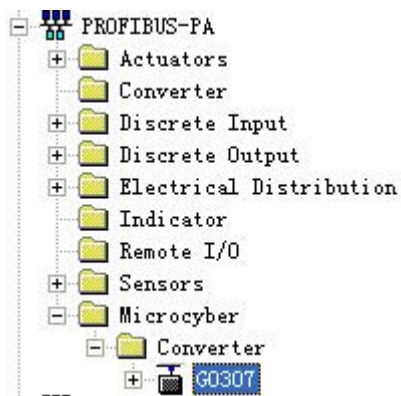 PROFIBUS-PA
Actuators
Converter
Discrete Input
Discrete Output
Electrical Distribution
Indicator
Remote I/O
Sensors
Microcyber
Converter
G0307